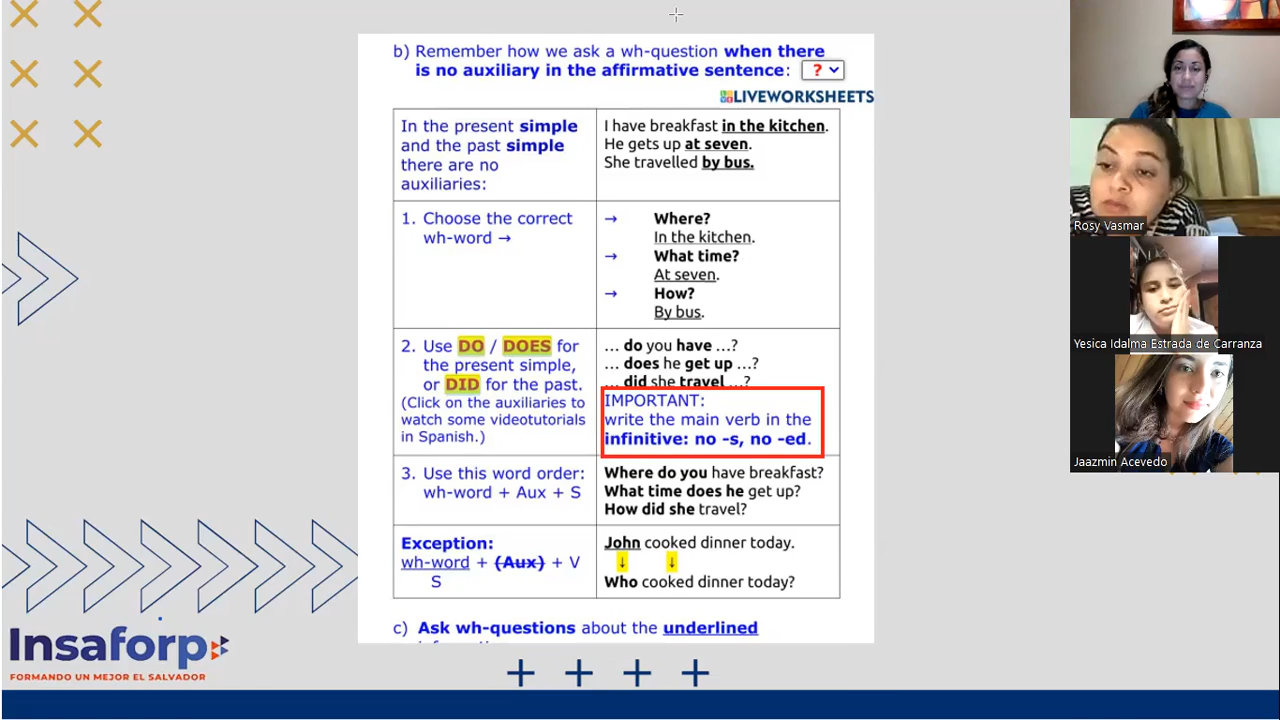 b) Remember how we ask a wh-question when there
is no auxiliary in the affirmative sentence: ?
LIVEWORKSHEETS
In the present simple
and the past simple
there are no
auxiliaries:
I have breakfast in the kitchen.
He gets up at seven.
She travelled by bus.
1. Choose the correct
wh-word →
→ Where?
In the kitchen.
→ What time?
At seven.
→ How?
By bus.
2. Use DO / DOES for
the present simple,
or DID for the past.
(Click on the auxiliaries to
watch some videotutorials
in Spanish.)
... do you have ...?
... does he get up ...?
... did she travel ...?
IMPORTANT:
write the main verb in the
infinitive: no -s, no -ed.
3. Use this word order:
wh-word + Aux + S
Where do you have breakfast?
What time does he get up?
How did she travel?
Exception:
wh-word + (Aux) + V
S
John cooked dinner today.
↓ ↓
Who cooked dinner today?
c) Ask wh-questions about the underlined
Insaforp
FORMANDO UN MEJOR EL SALVADOR
Rosy Vasmar
Yesica Idalma Estrada de Carranza
Jaazmin Acevedo